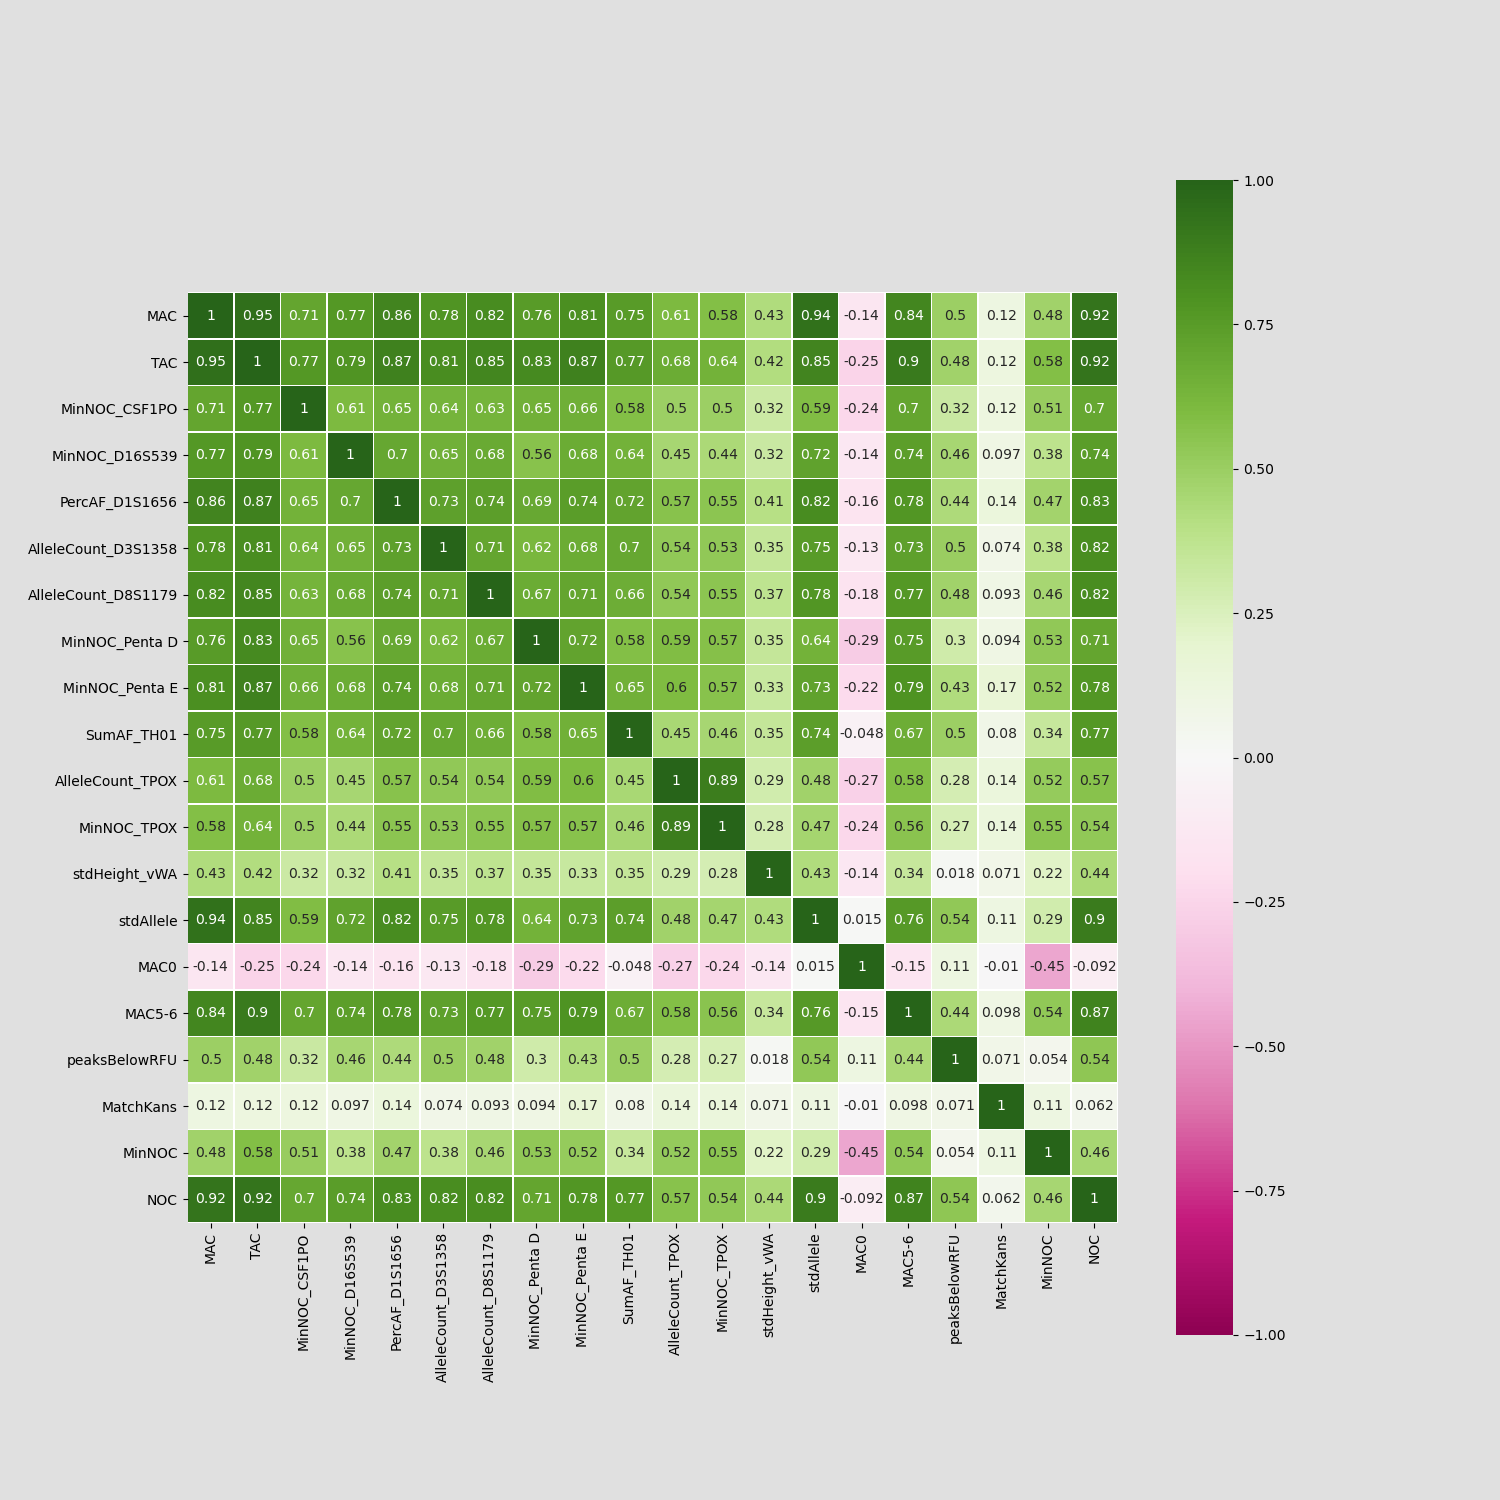 1.00
MAC 1 0.95 0.71 0.77 0.86 0.78 0.82 0.76 0.81 0.75 0.61 0.58 0.43 0.94 -0.14 0.84 0.5 0.12 0.48 0.92
0.75
TAC 0.95 1 0.77 0.79 0.87 0.81 0.85 0.83 0.87 0.77 0.68 0.64 0.42 0.85 -0.25 0.9 0.48 0.12 0.58 0.92
MinNOC_CSF1PO 0.71 0.77 1 0.61 0.65 0.64 0.63 0.65 0.66 0.58 0.5 0.5 0.32 0.59 -0.24 0.7 0.32 0.12 0.51 0.7
MinNOC_D16S539 0.77 0.79 0.61 1 0.7 0.65 0.68 0.56 0.68 0.64 0.45 0.44 0.32 0.72 -0.14 0.74 0.46 0.097 0.38 0.74
0.50
PercAF_D1S1656 0.86 0.87 0.65 0.7 1 0.73 0.74 0.69 0.74 0.72 0.57 0.55 0.41 0.82 -0.16 0.78 0.44 0.14 0.47 0.83
AlleleCount_D3S1358 0.78 0.81 0.64 0.65 0.73 1 0.71 0.62 0.68 0.7 0.54 0.53 0.35 0.75 -0.13 0.73 0.5 0.074 0.38 0.82
AlleleCount_D8S1179 0.82 0.85 0.63 0.68 0.74 0.71 1 0.67 0.71 0.66 0.54 0.55 0.37 0.78 -0.18 0.77 0.48 0.093 0.46 0.82
0.25
MinNOC_Penta D 0.76 0.83 0.65 0.56 0.69 0.62 0.67 1 0.72 0.58 0.59 0.57 0.35 0.64 -0.29 0.75 0.3 0.094 0.53 0.71
MinNOC_Penta E 0.81 0.87 0.66 0.68 0.74 0.68 0.71 0.72 1 0.65 0.6 0.57 0.33 0.73 -0.22 0.79 0.43 0.17 0.52 0.78
SumAF_TH01 0.75 0.77 0.58 0.64 0.72 0.7 0.66 0.58 0.65 1 0.45 0.46 0.35 0.74 -0.048 0.67 0.5 0.08 0.34 0.77
0.00
AlleleCount_TPOX 0.61 0.68 0.5 0.45 0.57 0.54 0.54 0.59 0.6 0.45 1 0.89 0.29 0.48 -0.27 0.58 0.28 0.14 0.52 0.57
MinNOC_TPOX 0.58 0.64 0.5 0.44 0.55 0.53 0.55 0.57 0.57 0.46 0.89 1 0.28 0.47 -0.24 0.56 0.27 0.14 0.55 0.54
stdHeight_vWA 0.43 0.42 0.32 0.32 0.41 0.35 0.37 0.35 0.33 0.35 0.29 0.28 1 0.43 -0.14 0.34 0.018 0.071 0.22 0.44
−0.25
stdAllele 0.94 0.85 0.59 0.72 0.82 0.75 0.78 0.64 0.73 0.74 0.48 0.47 0.43 1 0.015 0.76 0.54 0.11 0.29 0.9
MAC0 -0.14 -0.25 -0.24 -0.14 -0.16 -0.13 -0.18 -0.29 -0.22 -0.048 -0.27 -0.24 -0.14 0.015 1 -0.15 0.11 -0.01 -0.45 -0.092
MAC5-6 0.84 0.9 0.7 0.74 0.78 0.73 0.77 0.75 0.79 0.67 0.58 0.56 0.34 0.76 -0.15 1 0.44 0.098 0.54 0.87
−0.50
peaksBelowRFU 0.5 0.48 0.32 0.46 0.44 0.5 0.48 0.3 0.43 0.5 0.28 0.27 0.018 0.54 0.11 0.44 1 0.071 0.054 0.54
MatchKans 0.12 0.12 0.12 0.097 0.14 0.074 0.093 0.094 0.17 0.08 0.14 0.14 0.071 0.11 -0.01 0.098 0.071 1 0.11 0.062
MinNOC 0.48 0.58 0.51 0.38 0.47 0.38 0.46 0.53 0.52 0.34 0.52 0.55 0.22 0.29 -0.45 0.54 0.054 0.11 1 0.46
−0.75
NOC 0.92 0.92 0.7 0.74 0.83 0.82 0.82 0.71 0.78 0.77 0.57 0.54 0.44 0.9 -0.092 0.87 0.54 0.062 0.46 1
−1.00
MAC
TAC
MinNOC_CSF1PO
MinNOC_D16S539
PercAF_D1S1656
AlleleCount_D3S1358
AlleleCount_D8S1179
MinNOC_Penta D
MinNOC_Penta E
SumAF_TH01
AlleleCount_TPOX
MinNOC_TPOX
stdHeight_vWA
stdAllele
MAC0
MAC5-6
peaksBelowRFU
MatchKans
MinNOC
NOC